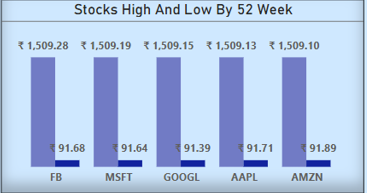 Stocks High And Low By 52 Week
₹ 1,509.28 ₹ 1,509.19 ₹ 1,509.15 ₹ 1,509.13 ₹ 1,509.10
₹ 91.68 ₹ 91.64 ₹ 91.39 ₹ 91.71 ₹ 91.89
FB MSFT GOOGL AAPL AMZN